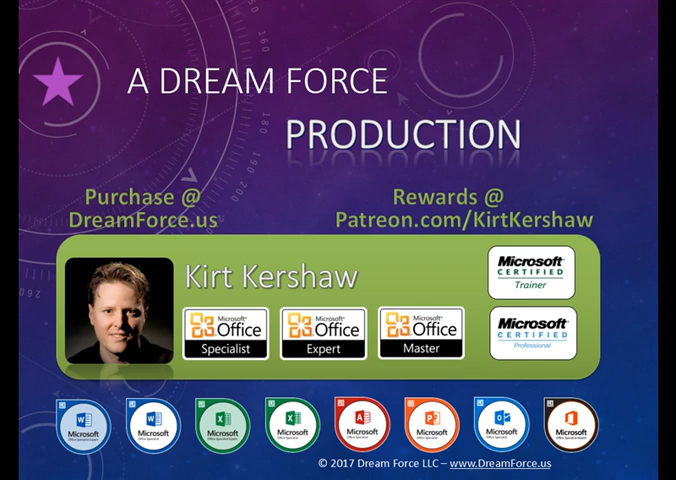 A DREAM FORCE
PRODUCTION
Purchase @
DreamForce.us
Rewards @
Patreon.com/KirtKershaw
Kirt Kershaw
Microsoft
CERTIFIED
Trainer
Microsoft
Office
Specialist
Microsoft
Office
Expert
Microsoft
Office
Master
Microsoft
CERTIFIED
Professional
Microsoft
Microsoft
Microsoft
Microsoft
Microsoft
Microsoft
Microsoft
Microsoft
© 2017 Dream Force LLC – www.DreamForce.us